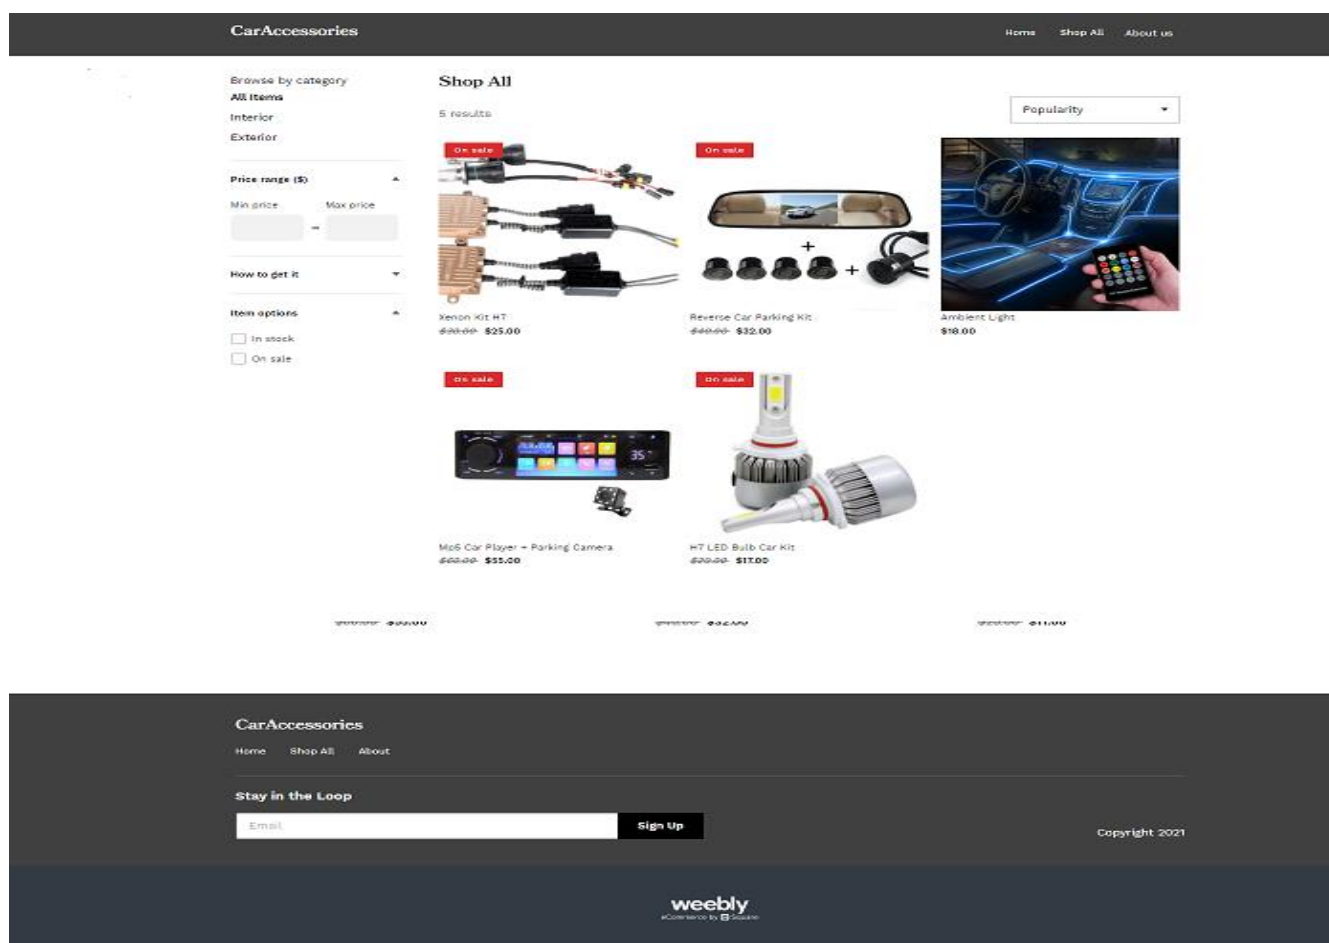 CarAccessories
Home Shop All About us
Browse by category
All Items
Interior
Exterior
Price range ($)
Min price Max price
–
How to get it
Item options
In stock
On sale
Shop All
5 results
Popularity
On sale
Xenon Kit H7
$30.00 $25.00
On sale
+
+
Reverse Car Parking Kit
$40.00 $32.00
Ambient Light
$18.00
On sale
35°
Mp5 Car Player + Parking Camera
$60.00 $55.00
On sale
H7 LED Bulb Car Kit
$20.00 $17.00
CarAccessories
Home Shop All About
Stay in the Loop
Email
Sign Up
Copyright 2021
weebly
eCommerce by Square